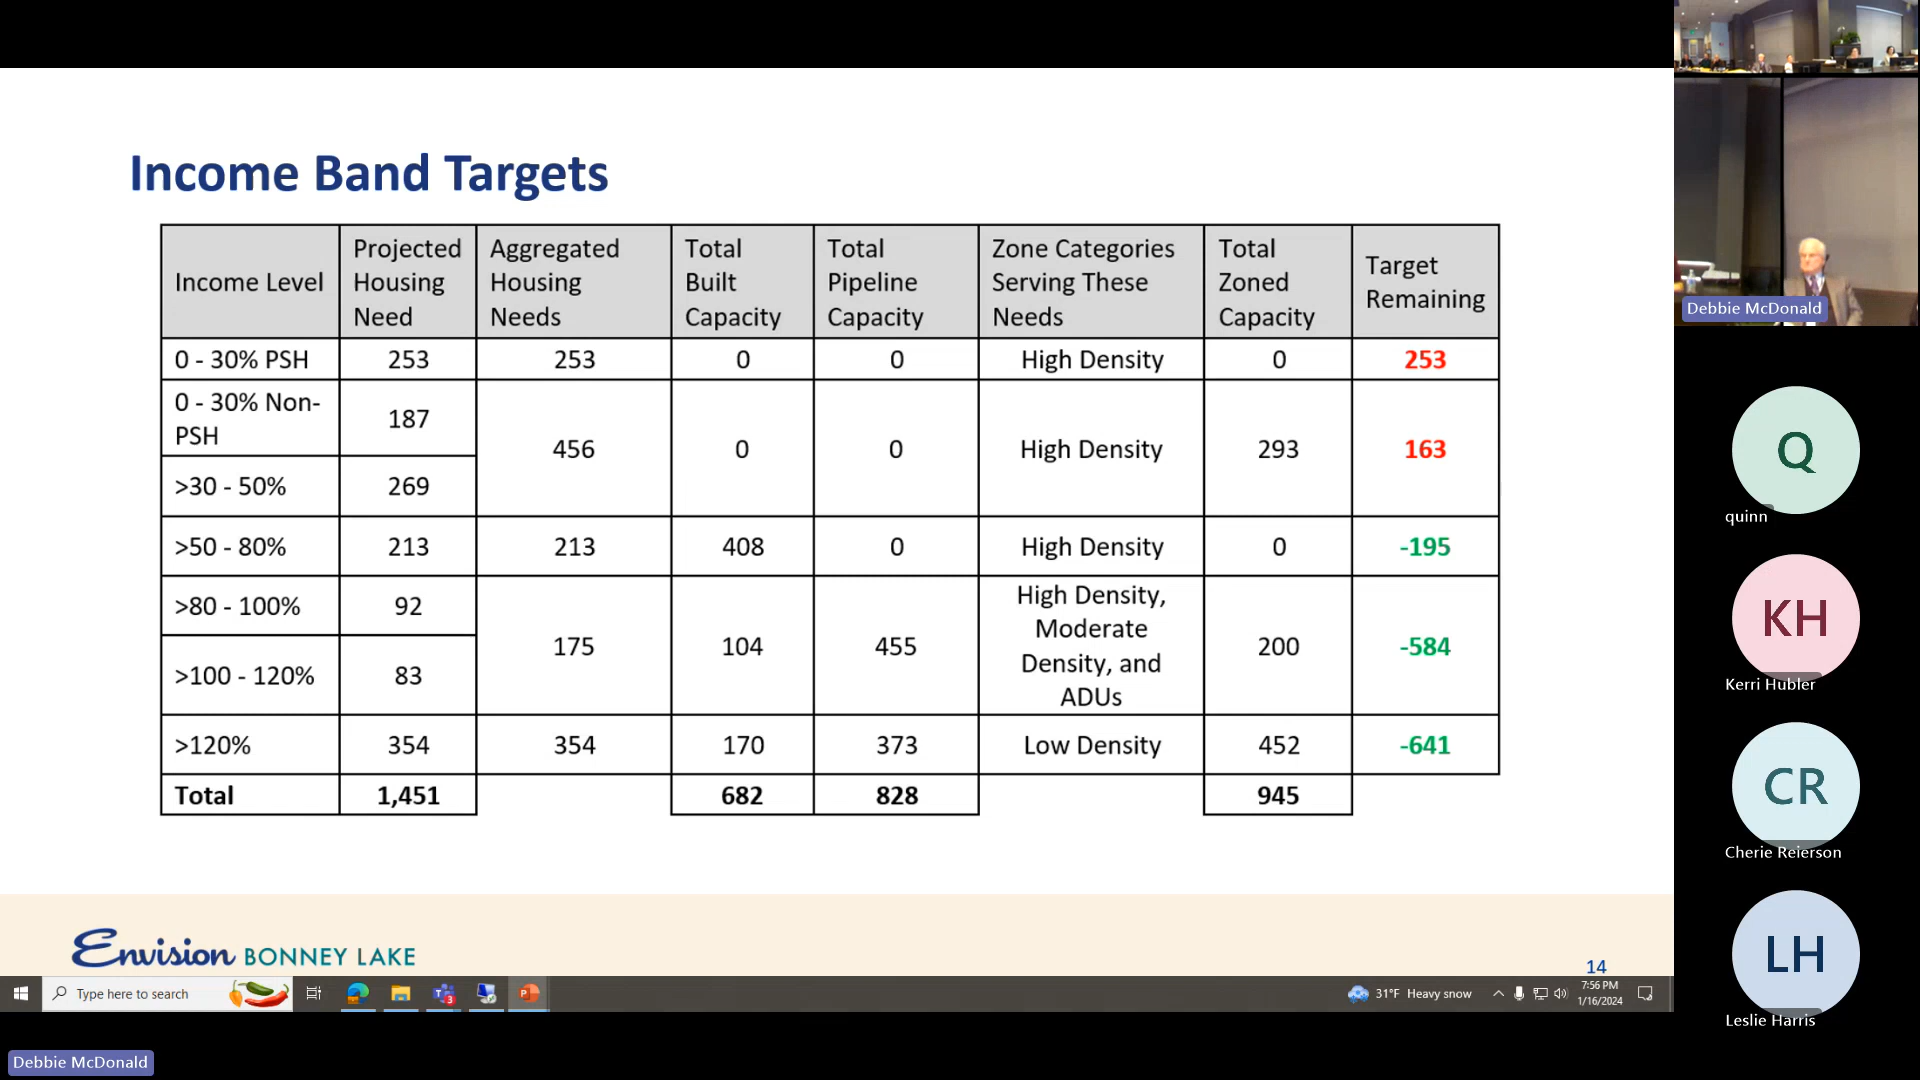 Income Band Targets
Income Level
Projected
Housing
Need
Aggregated
Housing
Needs
Total
Built
Capacity
Total
Pipeline
Capacity
Zone Categories
Serving These
Needs
Total
Zoned
Capacity
Target
Remaining
0 - 30% PSH
253
253
0
0
High Density
0
253
0 - 30% Non-
PSH
187
456
0
0
High Density
293
163
>30 - 50%
269
>50 - 80%
213
213
408
0
High Density
0
-195
>80 - 100%
92
175
104
455
High Density,
Moderate
Density, and
ADUs
200
-584
>100 - 120%
83
>120%
354
354
170
373
Low Density
452
-641
Total
1,451
682
828
945
Envision BONNEY LAKE
14
Type here to search
3
31°F Heavy snow
7:56 PM
1/16/2024
Debbie McDonald
Debbie McDonald
Q
quinn
KH
Kerri Hubler
CR
Cherie Reierson
LH
Leslie Harris